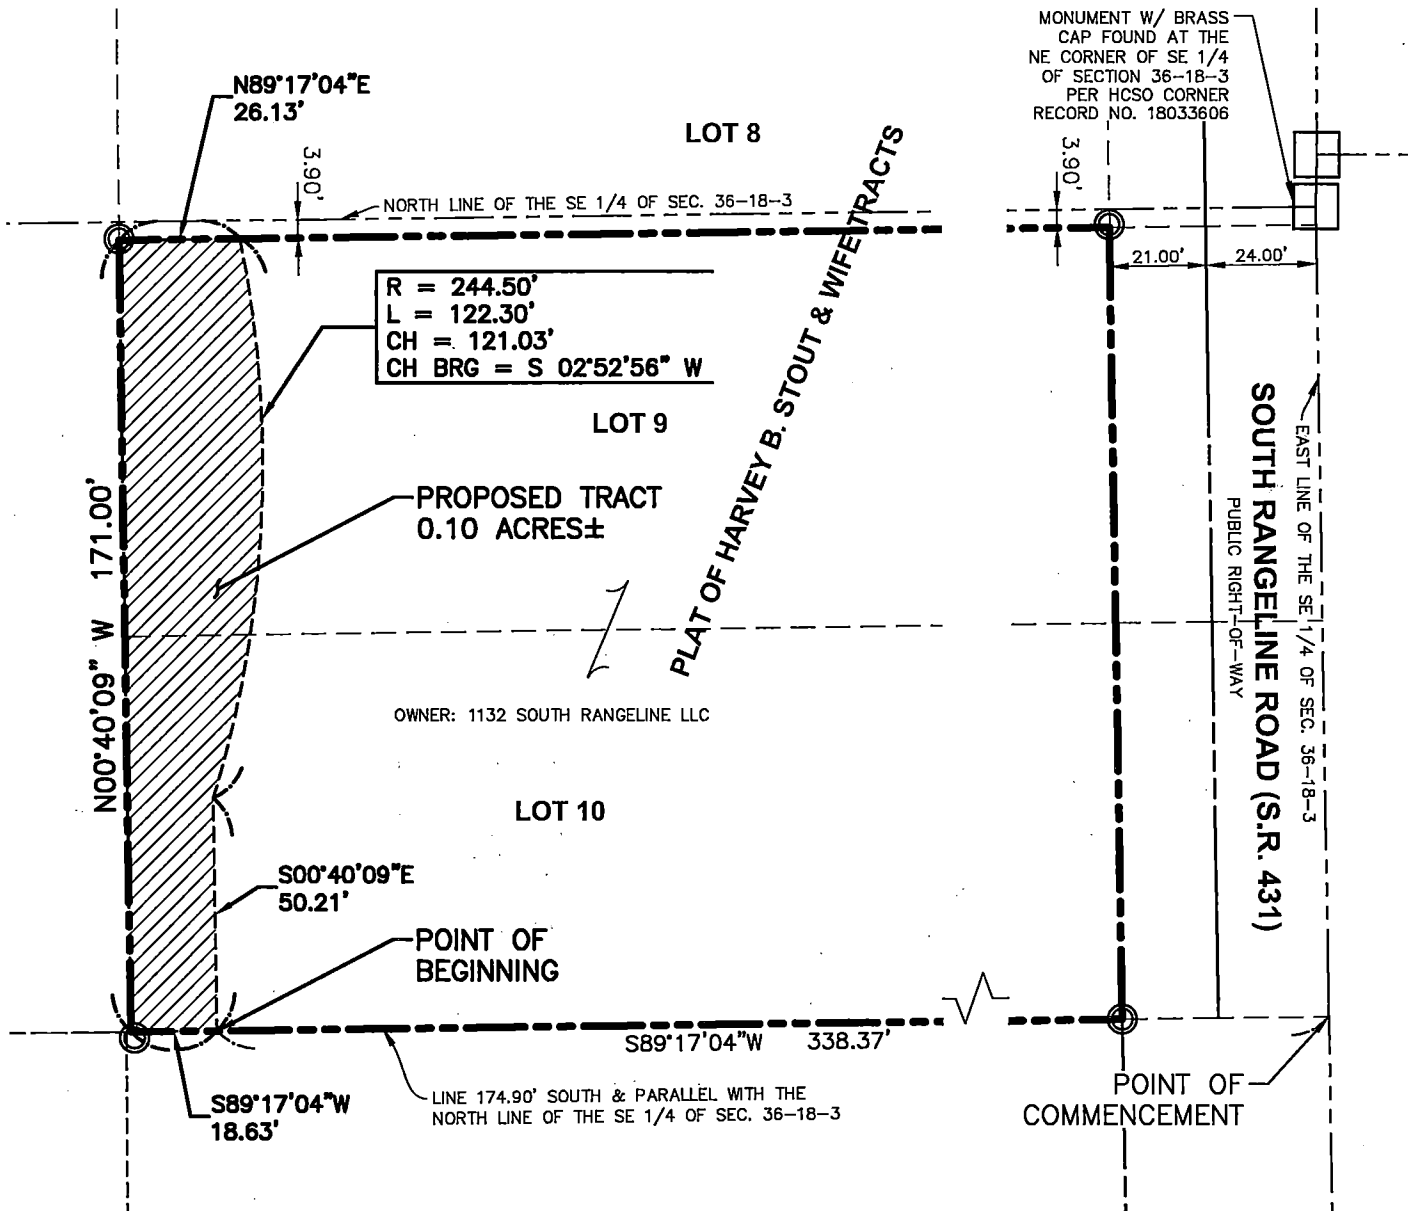 MONUMENT W/ BRASS
CAP FOUND AT THE
NE CORNER OF SE 1/4
OF SECTION 36-18-3
PER HCSO CORNER
RECORD NO. 18033606
N89°17'04"E
26.13'
LOT 8
3.90'
3.90'
NORTH LINE OF THE SE 1/4 OF SEC. 36-18-3
21.00'
24.00'
R = 244.50'
L = 122.30'
CH = 121.03'
CH BRG = S 02°52'56" W
PLAT OF HARVEY B. STOUT & WIFE TRACTS
LOT 9
SOUTH RANGELINE ROAD (S.R. 431)
PUBLIC RIGHT-OF-WAY
EAST LINE OF THE SE 1/4 OF SEC. 36-18-3
PROPOSED TRACT
0.10 ACRES±
N00°40'09" W 171.00'
OWNER: 1132 SOUTH RANGELINE LLC
LOT 10
S00°40'09"E
50.21'
POINT OF
BEGINNING
S89°17'04"W 338.37'
POINT OF
COMMENCEMENT
LINE 174.90' SOUTH & PARALLEL WITH THE
NORTH LINE OF THE SE 1/4 OF SEC. 36-18-3
S89°17'04"W
18.63'